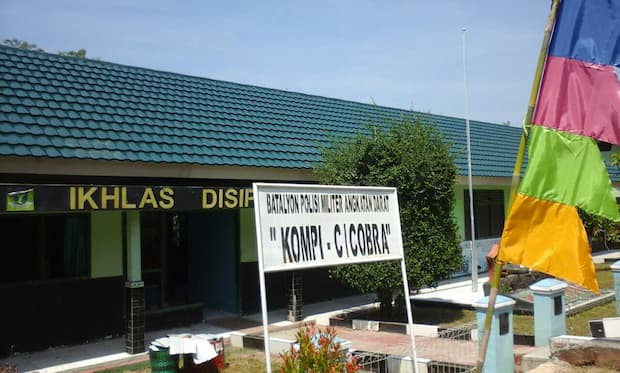 IKHLAS DISIP
BATALYON POLISI MILITER ANGKATAN DARAT
" KOMPI - C COBRA"